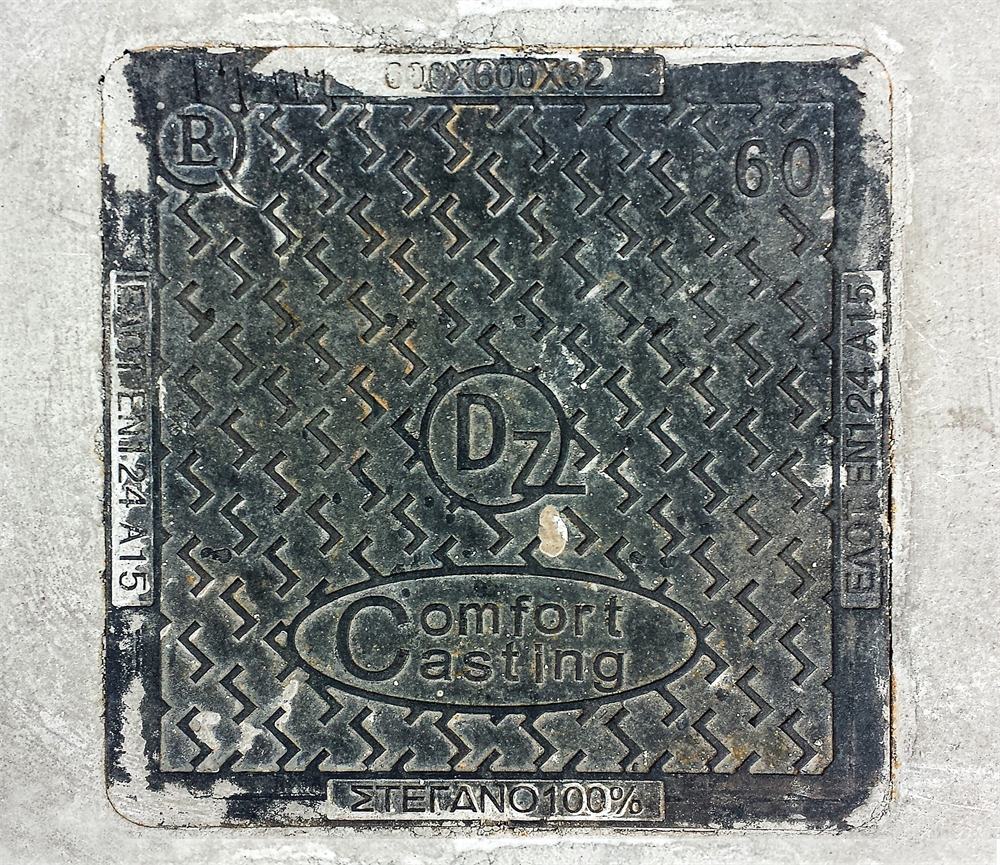 600X600X32
R
60
ΕΛΟΤ ΕΝ124 Α15
ΕΛΟΤ ΕΝ124 Α15
DZ
Comfort
Casting
ΣΤΕΓΑΝΟ100%